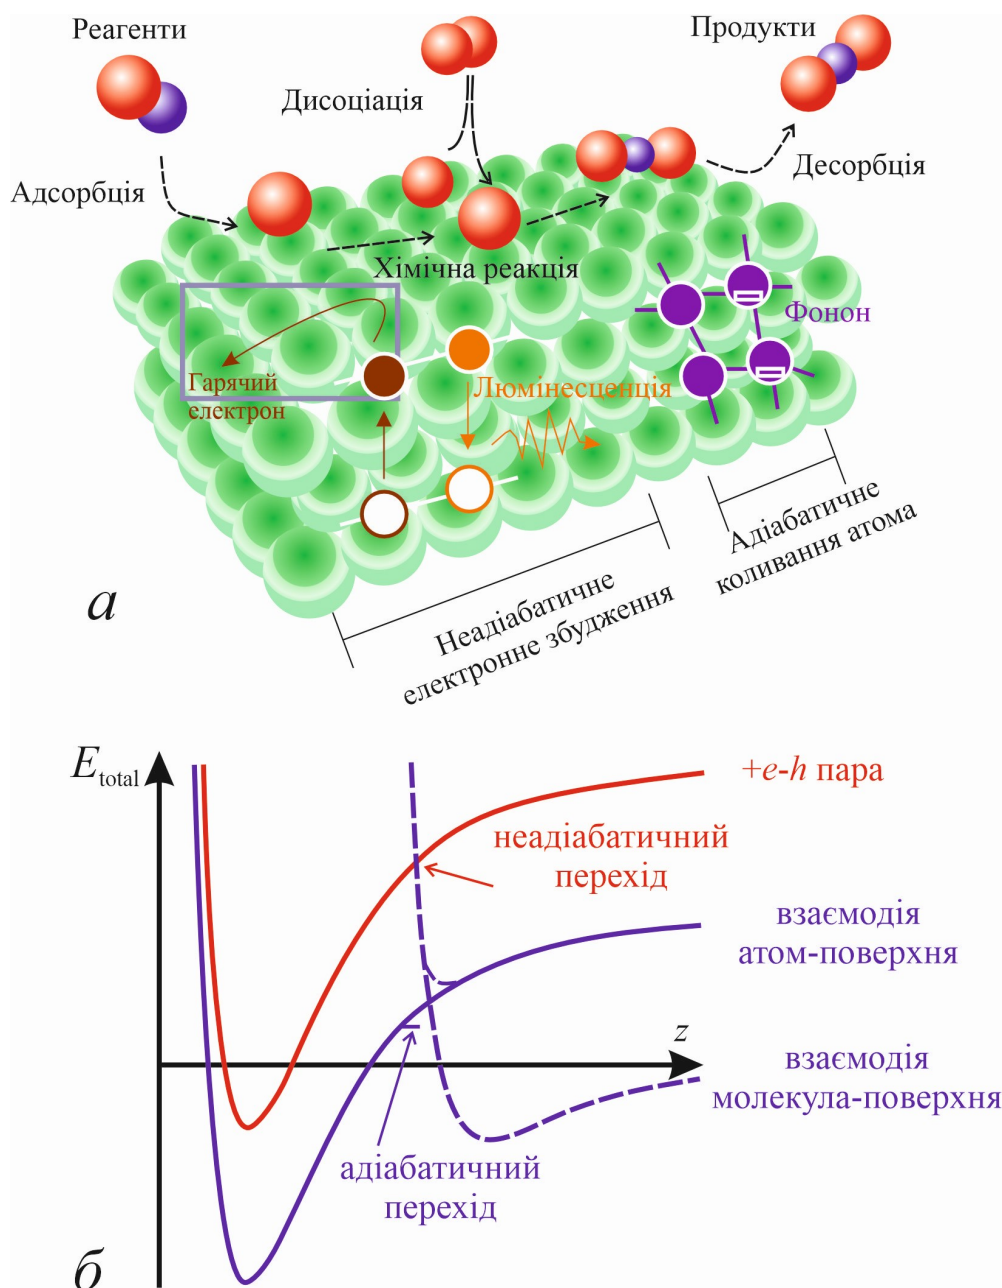 Реагенти
Продукти
Дисоціація
Адсорбція
Десорбція
Хімічна реакція
Фонон
Гарячий
електрон
Люмінесценція
Адіабатичне
коливання атома
Неадіабатичне
електронне збудження
а
E total
+e-h пара
неадіабатичний
перехід
взаємодія
атом-поверхня
z
взаємодія
молекула-поверхня
адіабатичний
перехід
б